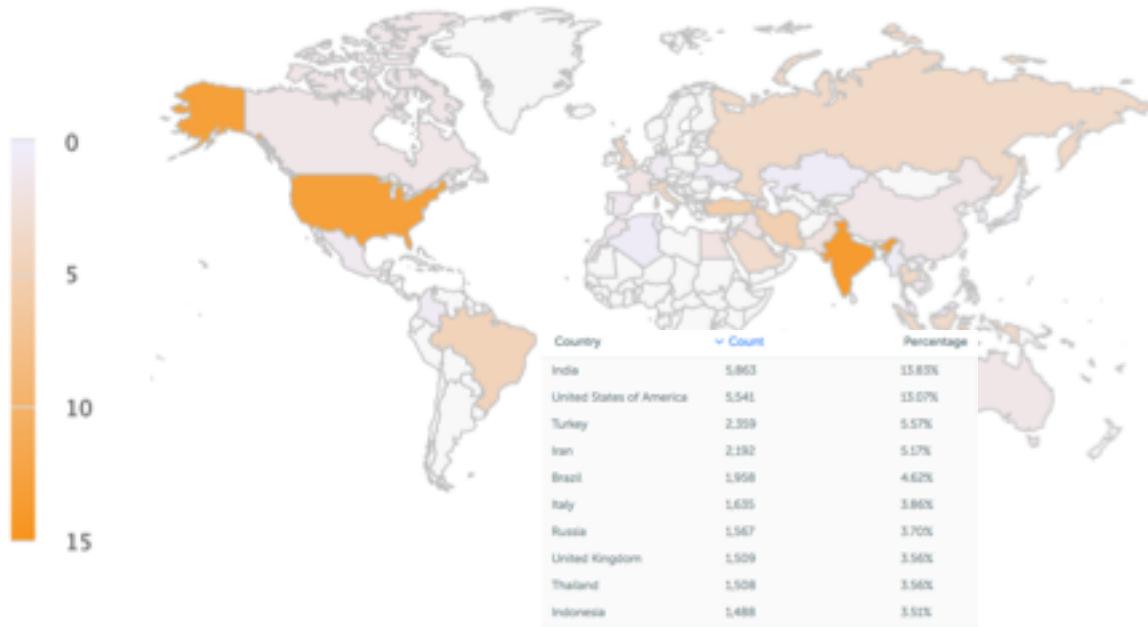 0
5
10
15
Country Count Percentage
India 5,863 13.83%
United States of America 5,541 13.07%
Turkey 2,359 5.57%
Iran 2,192 5.17%
Brazil 1,958 4.62%
Italy 1,635 3.86%
Russia 1,567 3.70%
United Kingdom 1,509 3.56%
Thailand 1,508 3.56%
Indonesia 1,488 3.51%